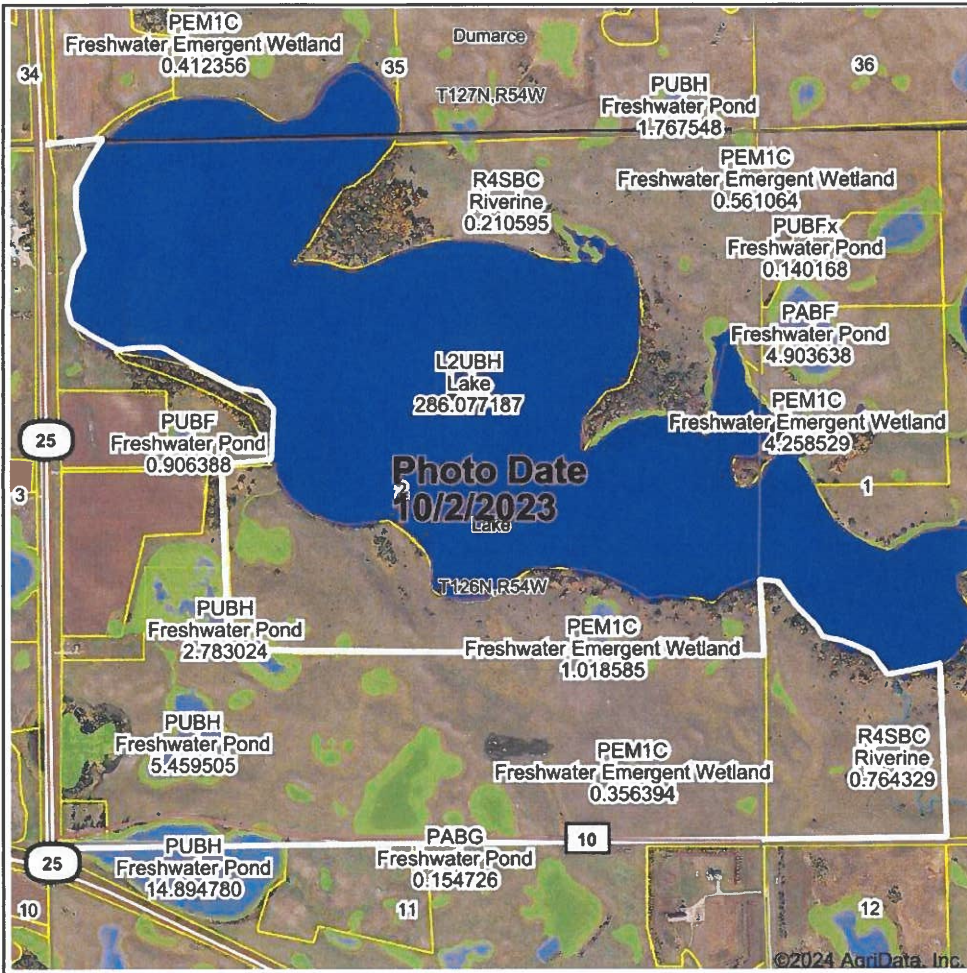 PEM1C
Freshwater Emergent Wetland
0.412356
Dumarce
34
35
36
T127N,R54W
PUBH
Freshwater Pond
1.767548
PEM1C
Freshwater Emergent Wetland
0.561064
R4SBC
Riverine
0.210595
PUBFx
Freshwater Pond
0.140168
PABF
Freshwater Pond
4.903638
L2UBH
Lake
286.077187
PEM1C
Freshwater Emergent Wetland
4.258529
25
PUBF
Freshwater Pond
0.906388
Photo Date
10/2/2023
3
2
1
Lake
T126N,R54W
PUBH
Freshwater Pond
2.783024
PEM1C
Freshwater Emergent Wetland
1.018585
PUBH
Freshwater Pond
5.459505
PEM1C
Freshwater Emergent Wetland
0.356394
R4SBC
Riverine
0.764329
PABG
Freshwater Pond
0.154726
10
25
PUBH
Freshwater Pond
14.894780
10
11
12
©2024 AgriData, Inc.